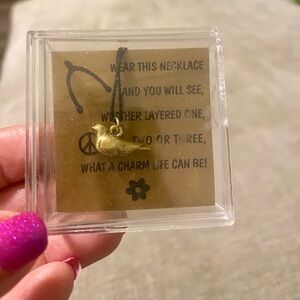 WEAR THIS NECKLACE
AND YOU WILL SEE,
WHETHER LAYERED ONE,
TWO OR THREE,
WHAT A CHARM LIFE CAN BE!